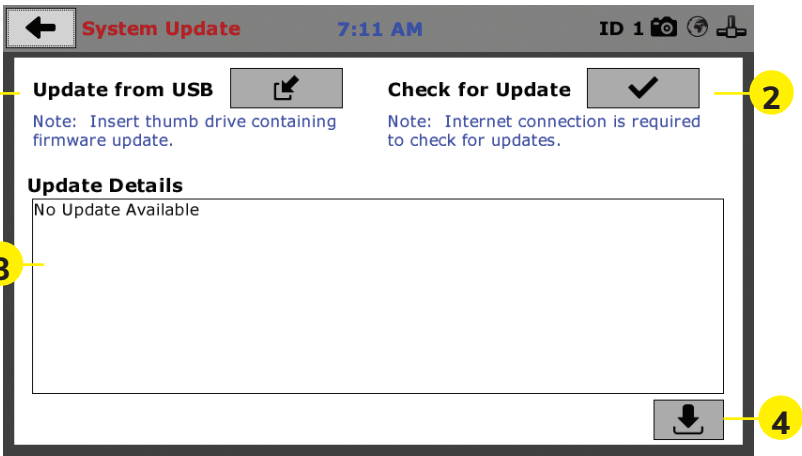 System Update 7:11 AM ID 1
Update from USB Check for Update 2
Note: Insert thumb drive containing Note: Internet connection is required
firmware update. to check for updates.
Update Details
No Update Available
3
4